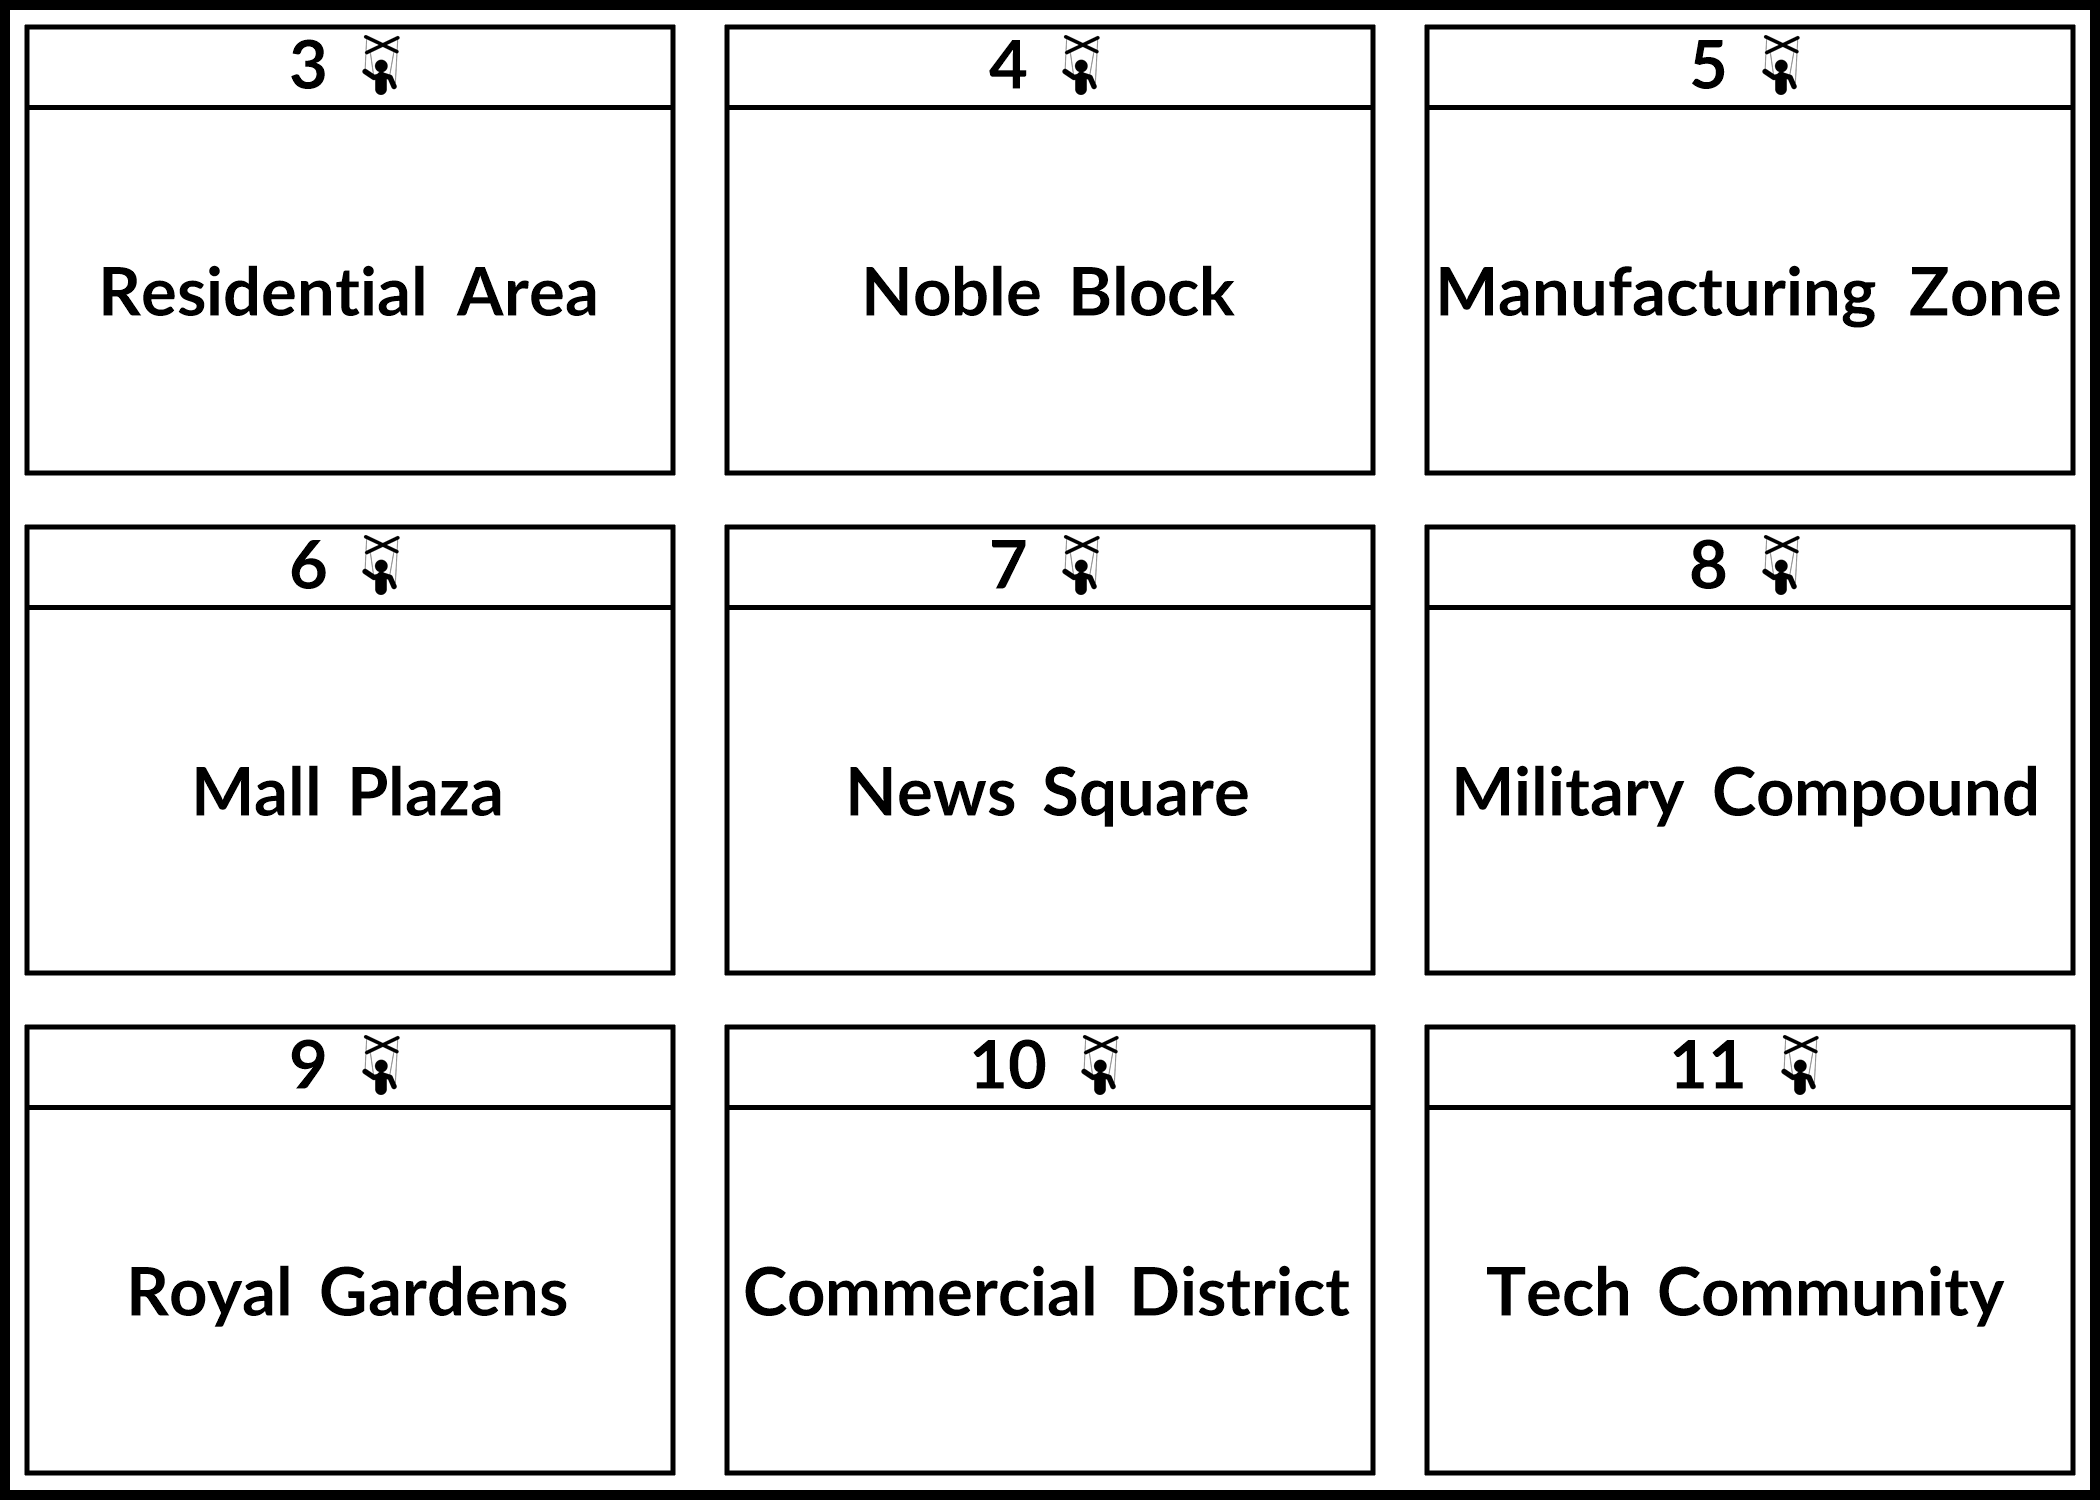 3
4
5
Residential Area
Noble Block
Manufacturing Zone
6
7
8
Mall Plaza
News Square
Military Compound
9
10
11
Royal Gardens
Commercial District
Tech Community